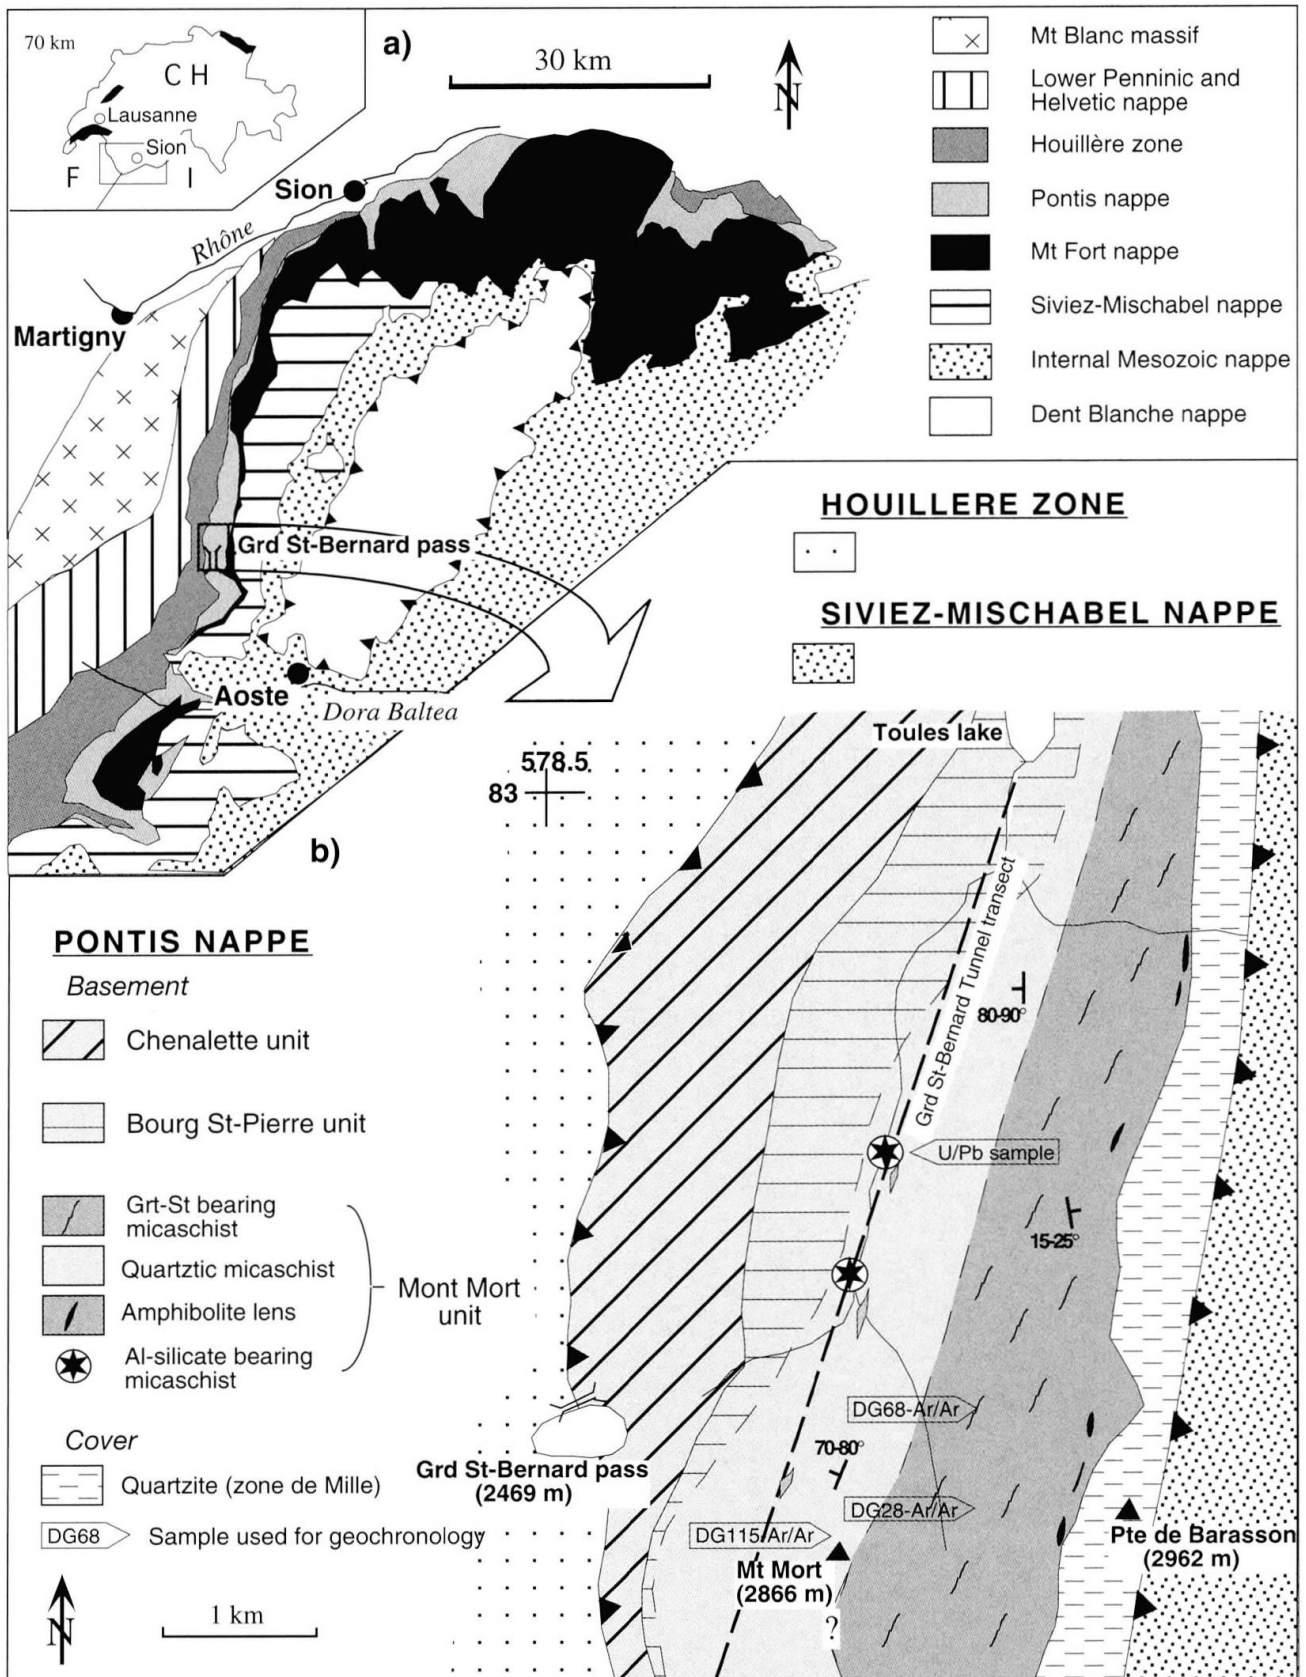 70 km
CH
Lausanne
Sion
F
I
a)
30 km
N
Sion
Rhône
Martigny
Grd St-Bernard pass
Aoste
Dora Baltea
Mt Blanc massif
Lower Penninic and
Helvetic nappe
Houillère zone
Pontis nappe
Mt Fort nappe
Siviez-Mischabel nappe
Internal Mesozoic nappe
Dent Blanche nappe
HOUILLERE ZONE
SIVIEZ-MISCHABEL NAPPE
b)
PONTIS NAPPE
Basement
Chenalette unit
Bourg St-Pierre unit
Grt-St bearing
micaschist
Quartztic micaschist
Amphibolite lens
Al-silicate bearing
micaschist
Mont Mort
unit
Cover
Quartzite (zone de Mille)
DG68
Sample used for geochronology
N
1 km
578.5
83
Toules lake
Grd St-Bernard Tunnel transect
80-90°
U/Pb sample
15-25°
DG68-Ar/Ar
70-80°
Grd St-Bernard pass
(2469 m)
DG28-Ar/Ar
DG115-Ar/Ar
Mt Mort
(2866 m)
?
Pte de Barasson
(2962 m)